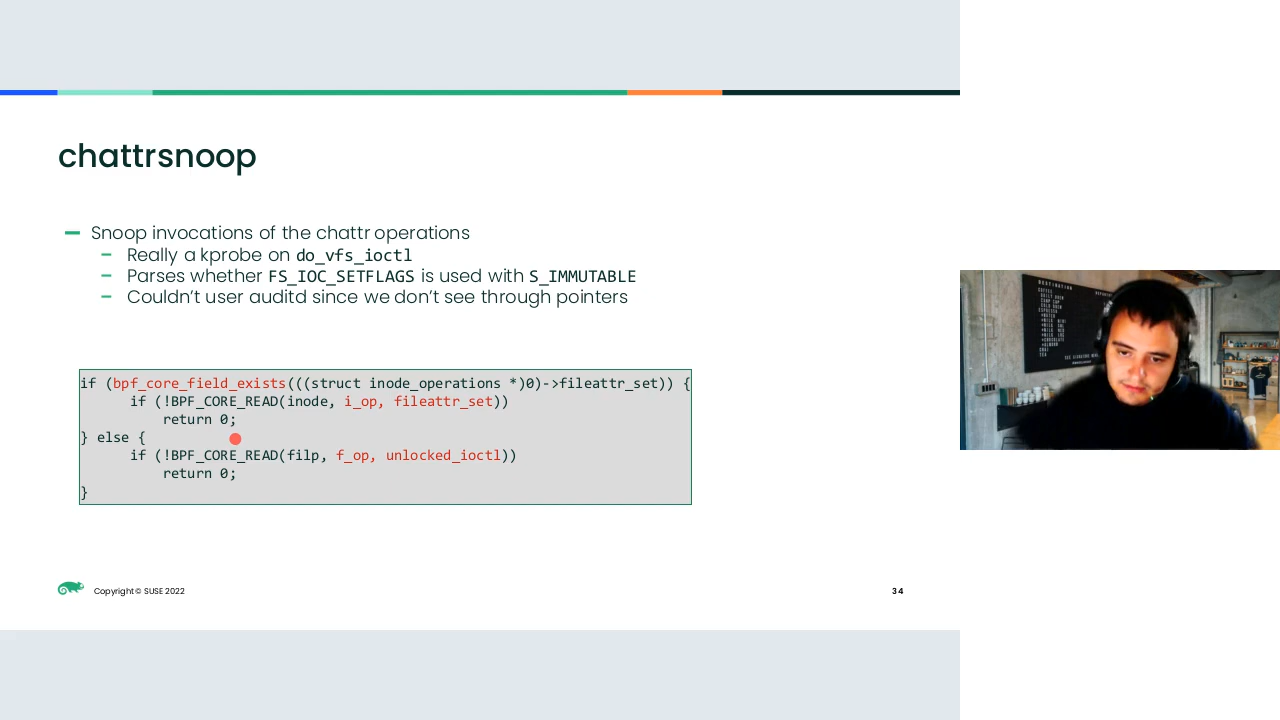 chattrsnoop
Snoop invocations of the chattr operations
Really a kprobe on do_vfs_ioctl
Parses whether FS_IOC_SETFLAGS is used with S_IMMUTABLE
Couldn't user auditd since we don't see through pointers
if (bpf_core_field_exists(((struct inode_operations *)0)->fileattr_set)) {
if (!BPF_CORE_READ(inode, i_op, fileattr_set))
return 0;
} else {
if (!BPF_CORE_READ(filp, f_op, unlocked_ioctl))
return 0;
}
Copyright © SUSE 2022
34
DESTINATION
COFFEE